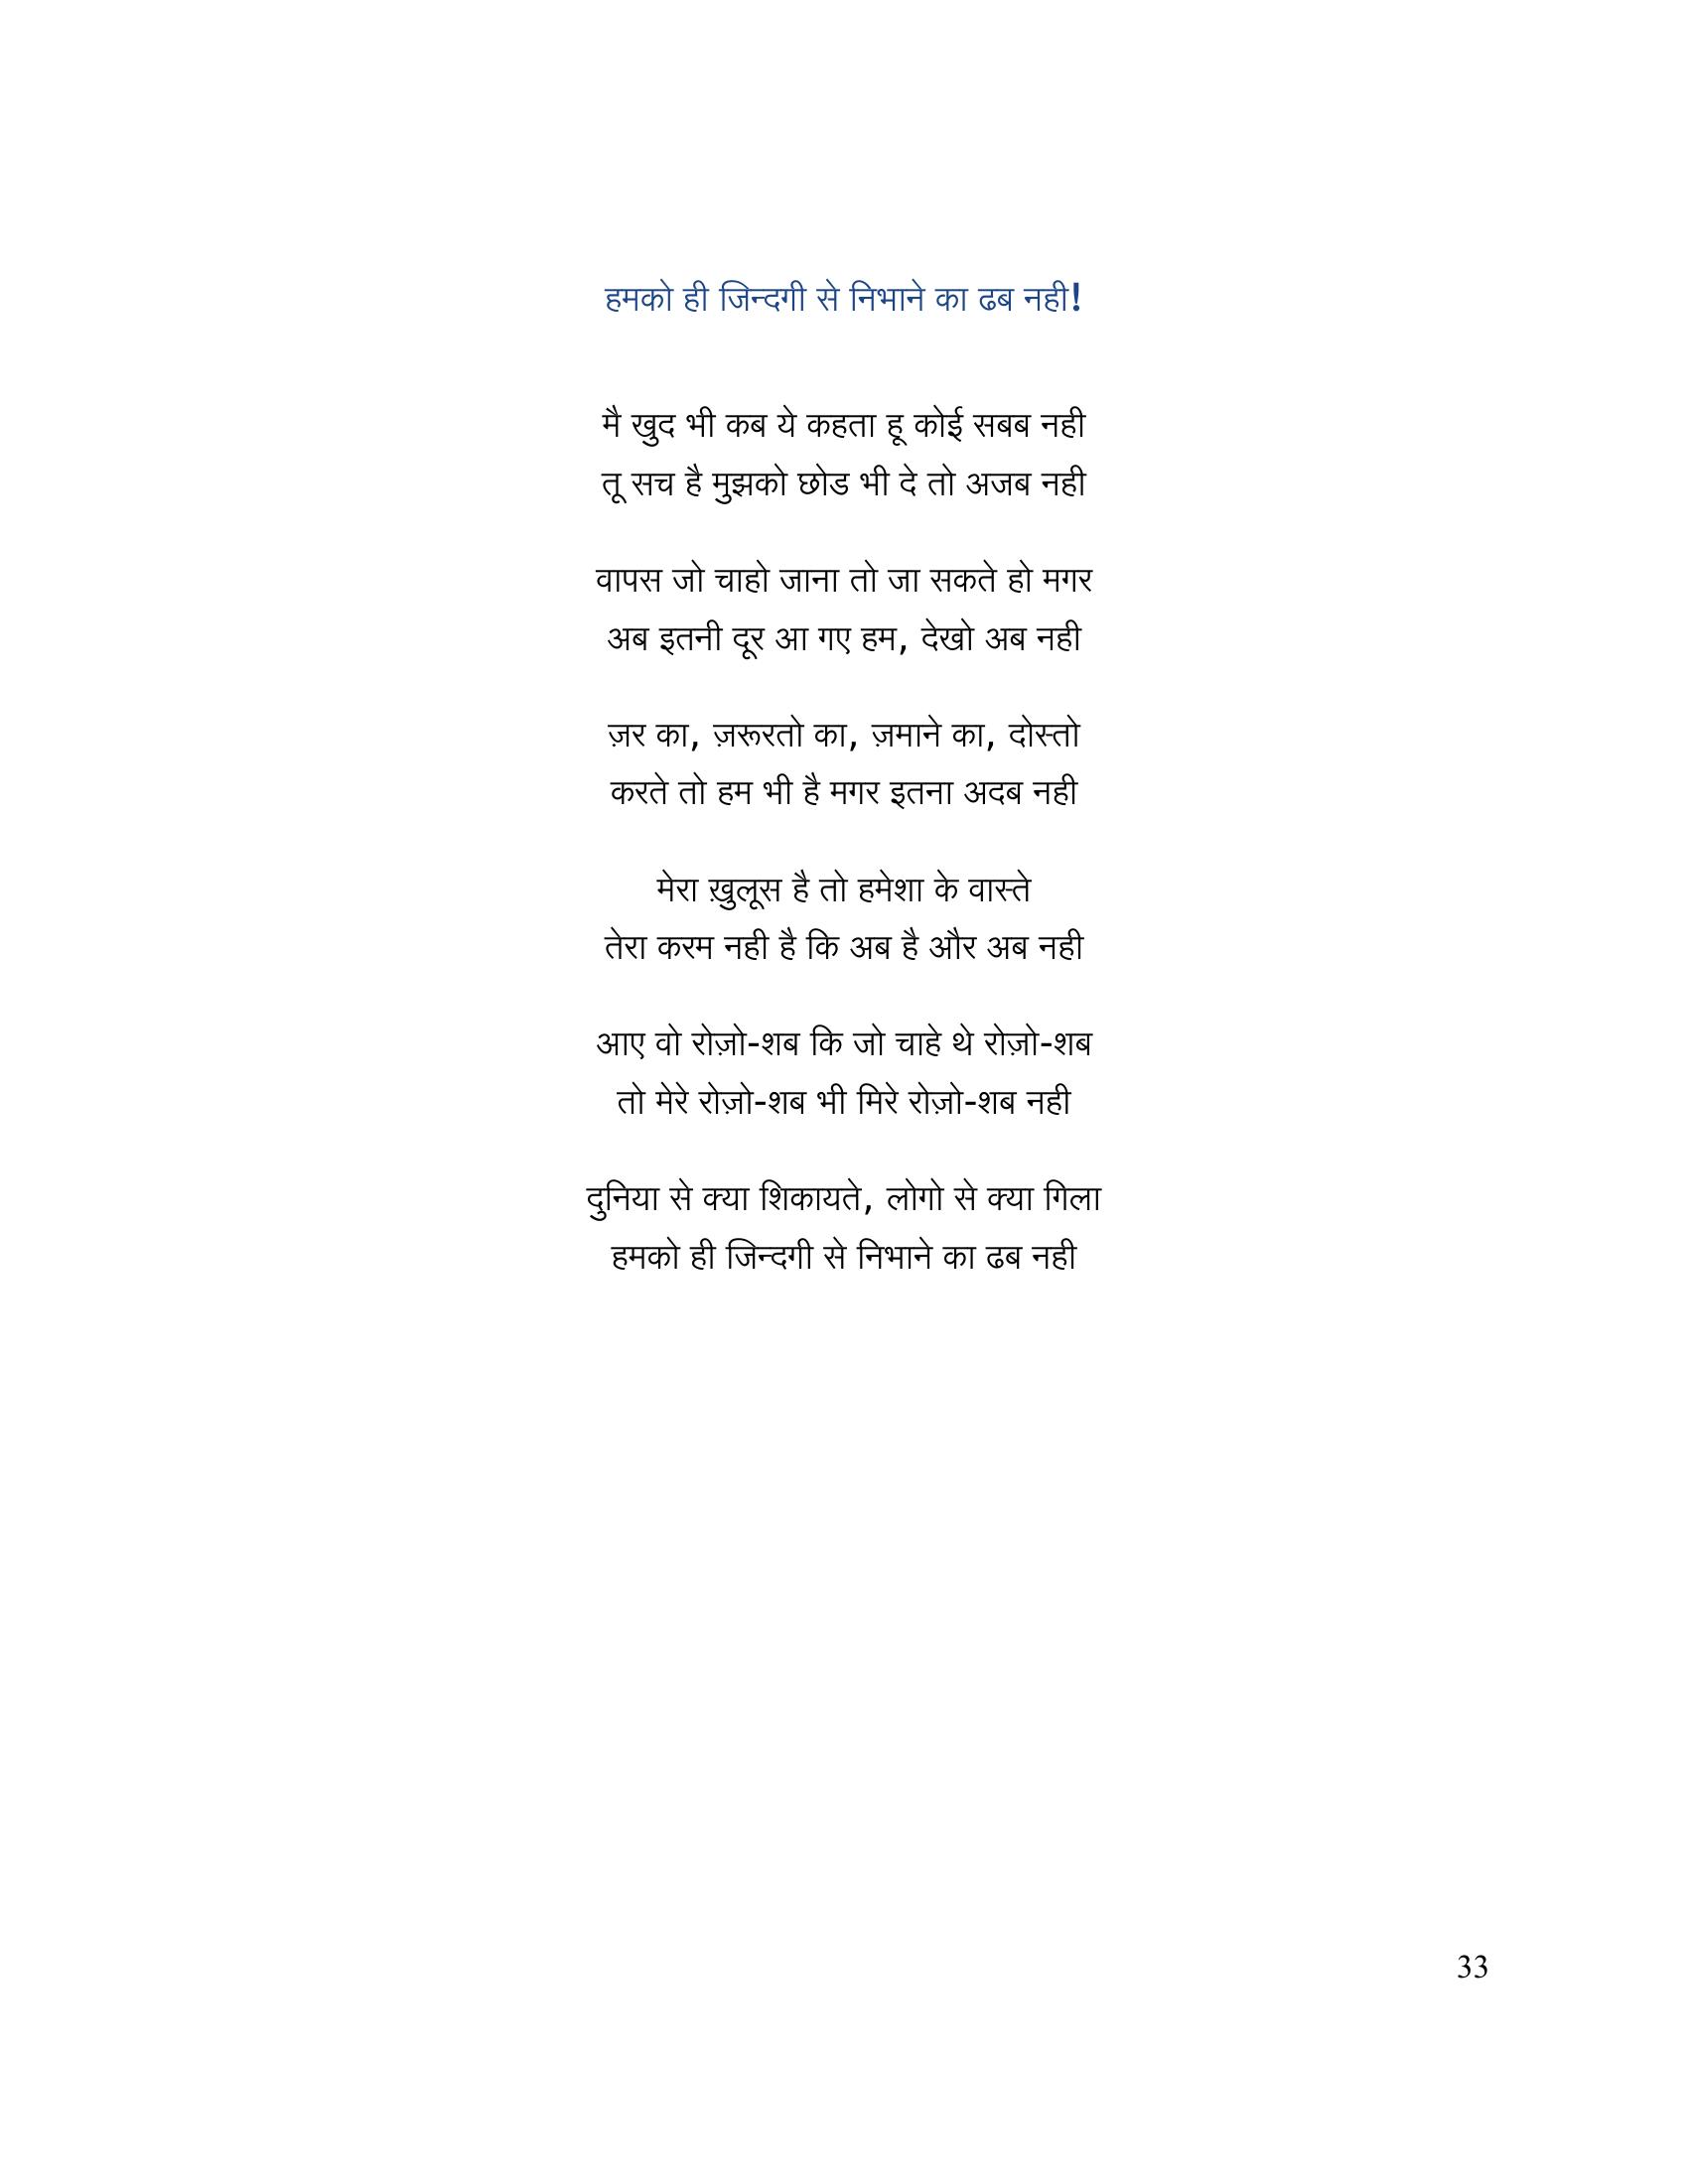 हमको ही जिन्दगी से निभाने का ढब नही!
मै खुद भी कब ये कहता हू कोई सबब नही
तू सच है मुझको छोड भी दे तो अजब नही
वापस जो चाहो जाना तो जा सकते हो मगर
अब इतनी दूर आ गए हम, देखो अब नही
ज़र का, ज़रूरतो का, ज़माने का, दोस्तो
करते तो हम भी है मगर इतना अदब नही
मेरा ख़ुलूस है तो हमेशा के वास्ते
तेरा करम नही है कि अब है और अब नही
आए वो रोज़ो-शब कि जो चाहे थे रोज़ो-शब
तो मेरे रोज़ो-शब भी मिरे रोज़ो-शब नही
दुनिया से क्या शिकायते, लोगो से क्या गिला
हमको ही जिन्दगी से निभाने का ढब नही
33